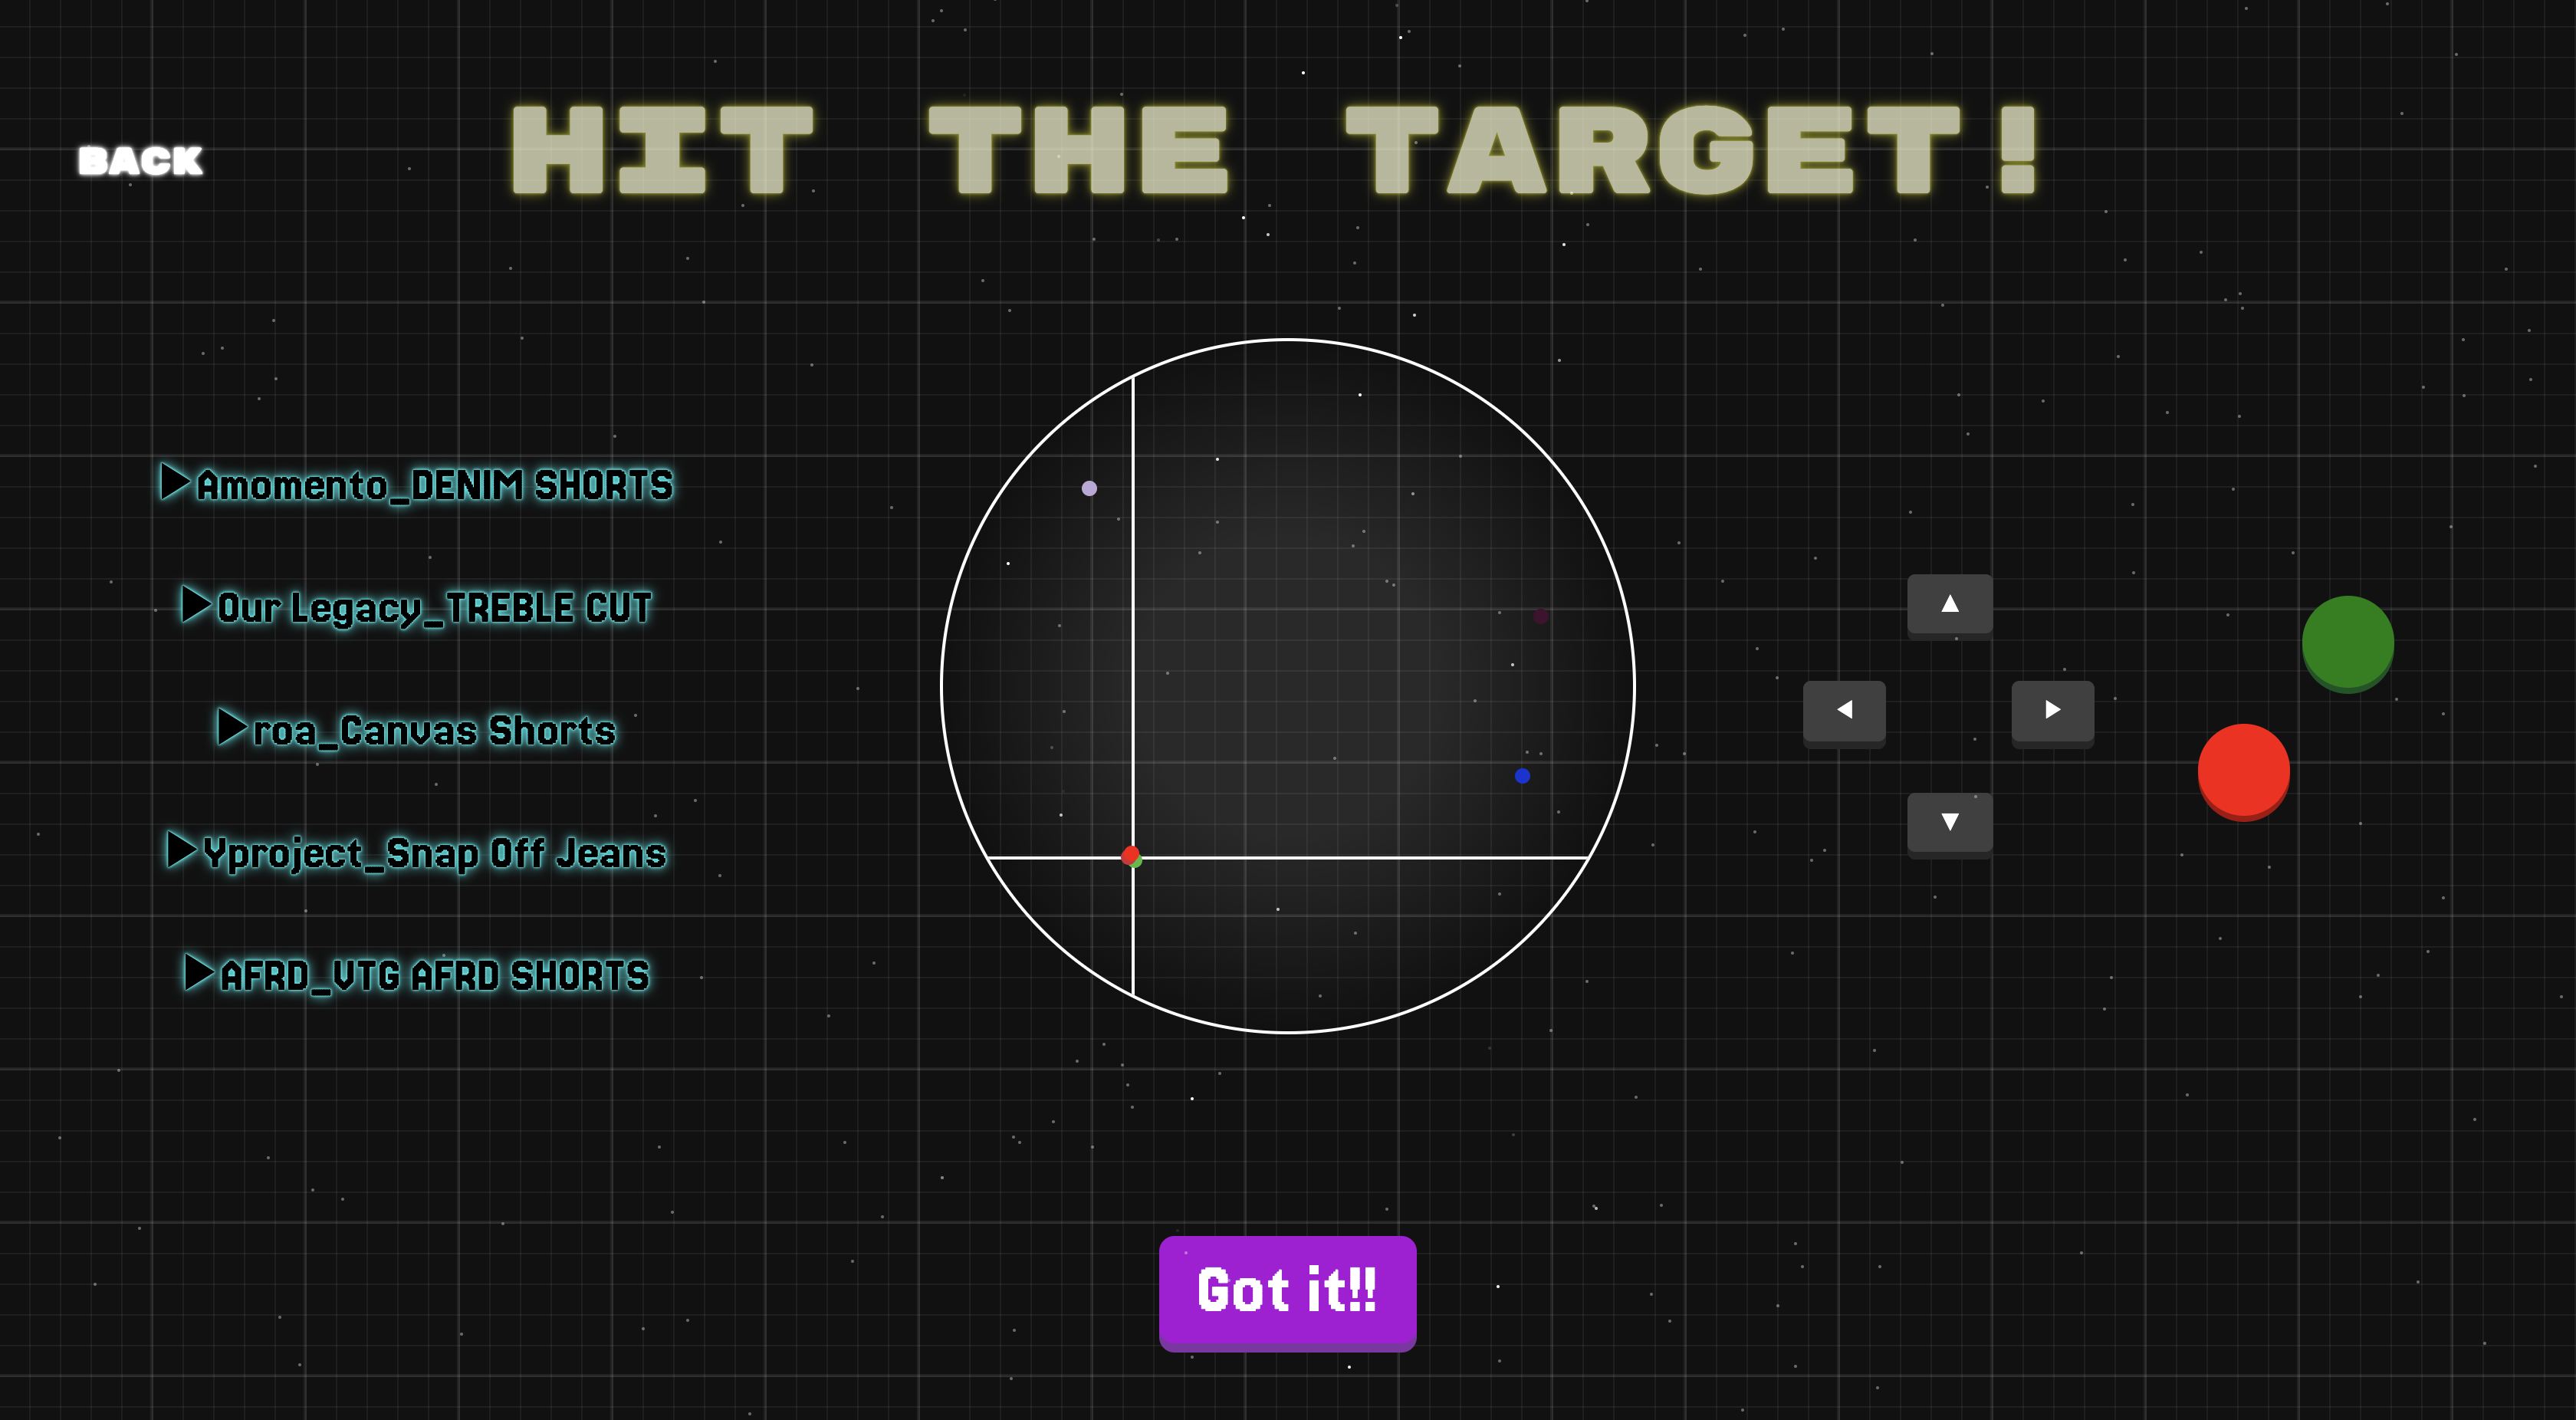 HIT THE TARGET!
BACK
Amomento_DENIM SHORTS
Our Legacy_TREBLE CUT
roa_Canvas Shorts
Yproject_Snap Off Jeans
AFRD_VTG AFRD SHORTS
Got it!!